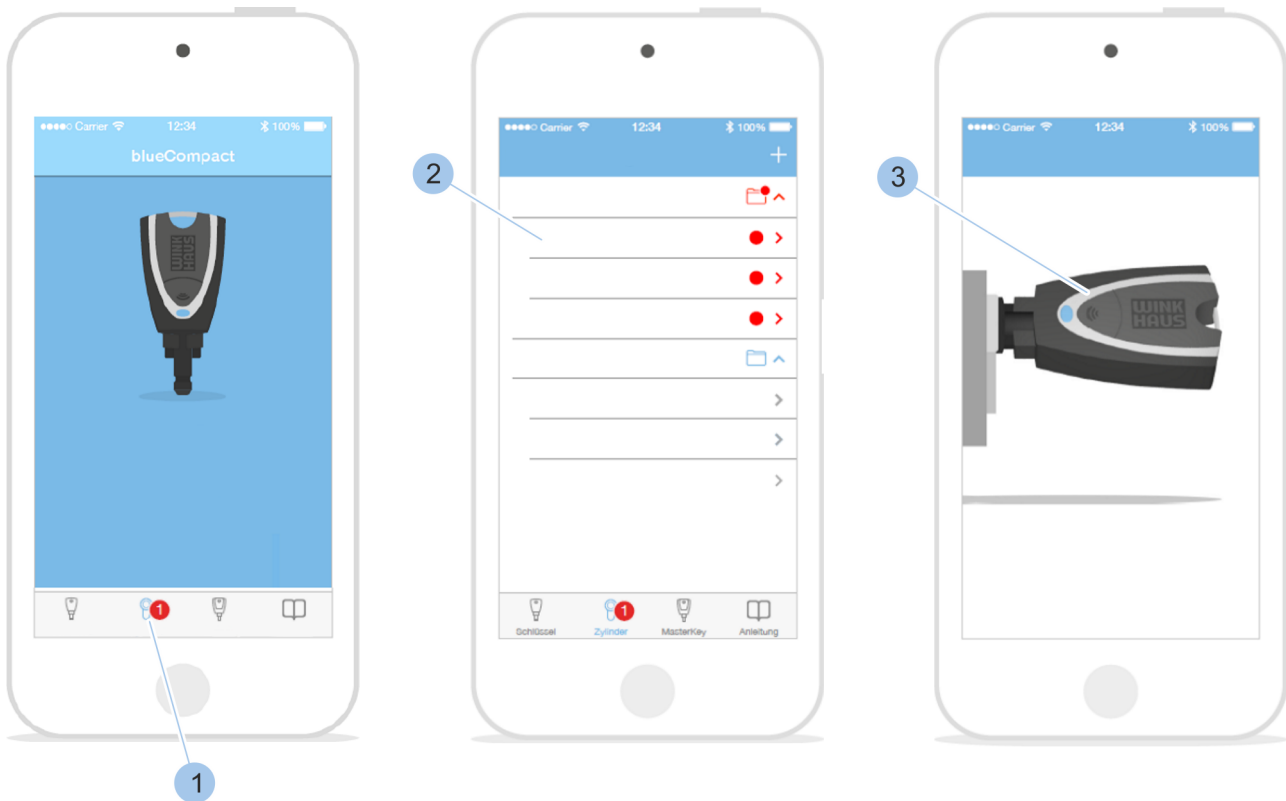 Carrier 12:34 100%
blueCompact
WINK
HAUS
1
1
Carrier 12:34 100%
2
Schlüssel Zylinder 1 MasterKey Anleitung
Carrier 12:34 100%
3
WINK
HAUS